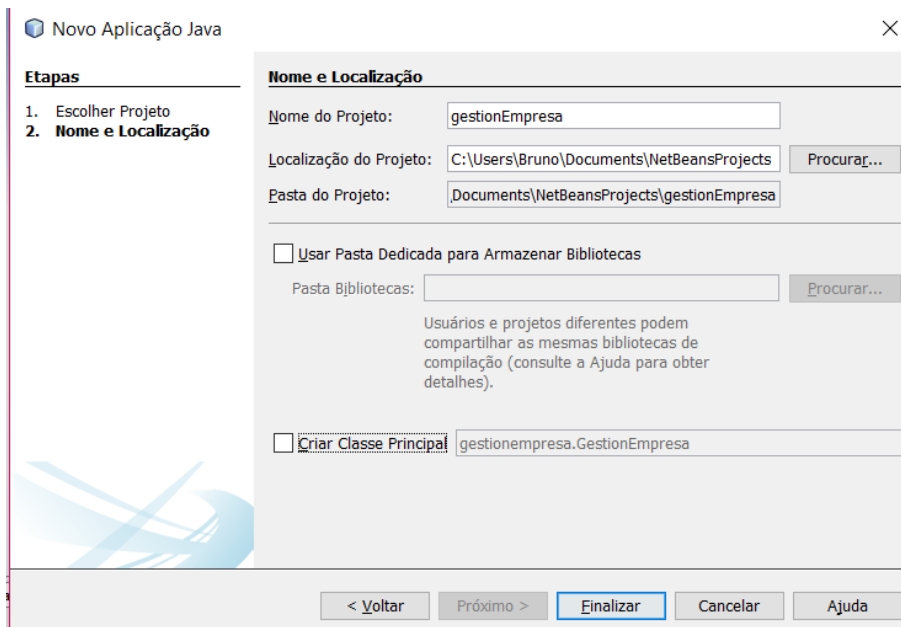 Novo Aplicação Java
Etapas
1. Escolher Projeto
2. Nome e Localização
Nome e Localização
Nome do Projeto: gestionEmpresa
Localização do Projeto: C:\Users\Bruno\Documents\NetBeansProjects Procurar...
Pasta do Projeto: Documents\NetBeansProjects\gestionEmpresa
Usar Pasta Dedicada para Armazenar Bibliotecas
Pasta Bibliotecas: Procurar...
Usuários e projetos diferentes podem
compartilhar as mesmas bibliotecas de
compilação (consulte a Ajuda para obter
detalhes).
Criar Classe Principal gestionempresa.GestionEmpresa
< Voltar Próximo > Finalizar Cancelar Ajuda